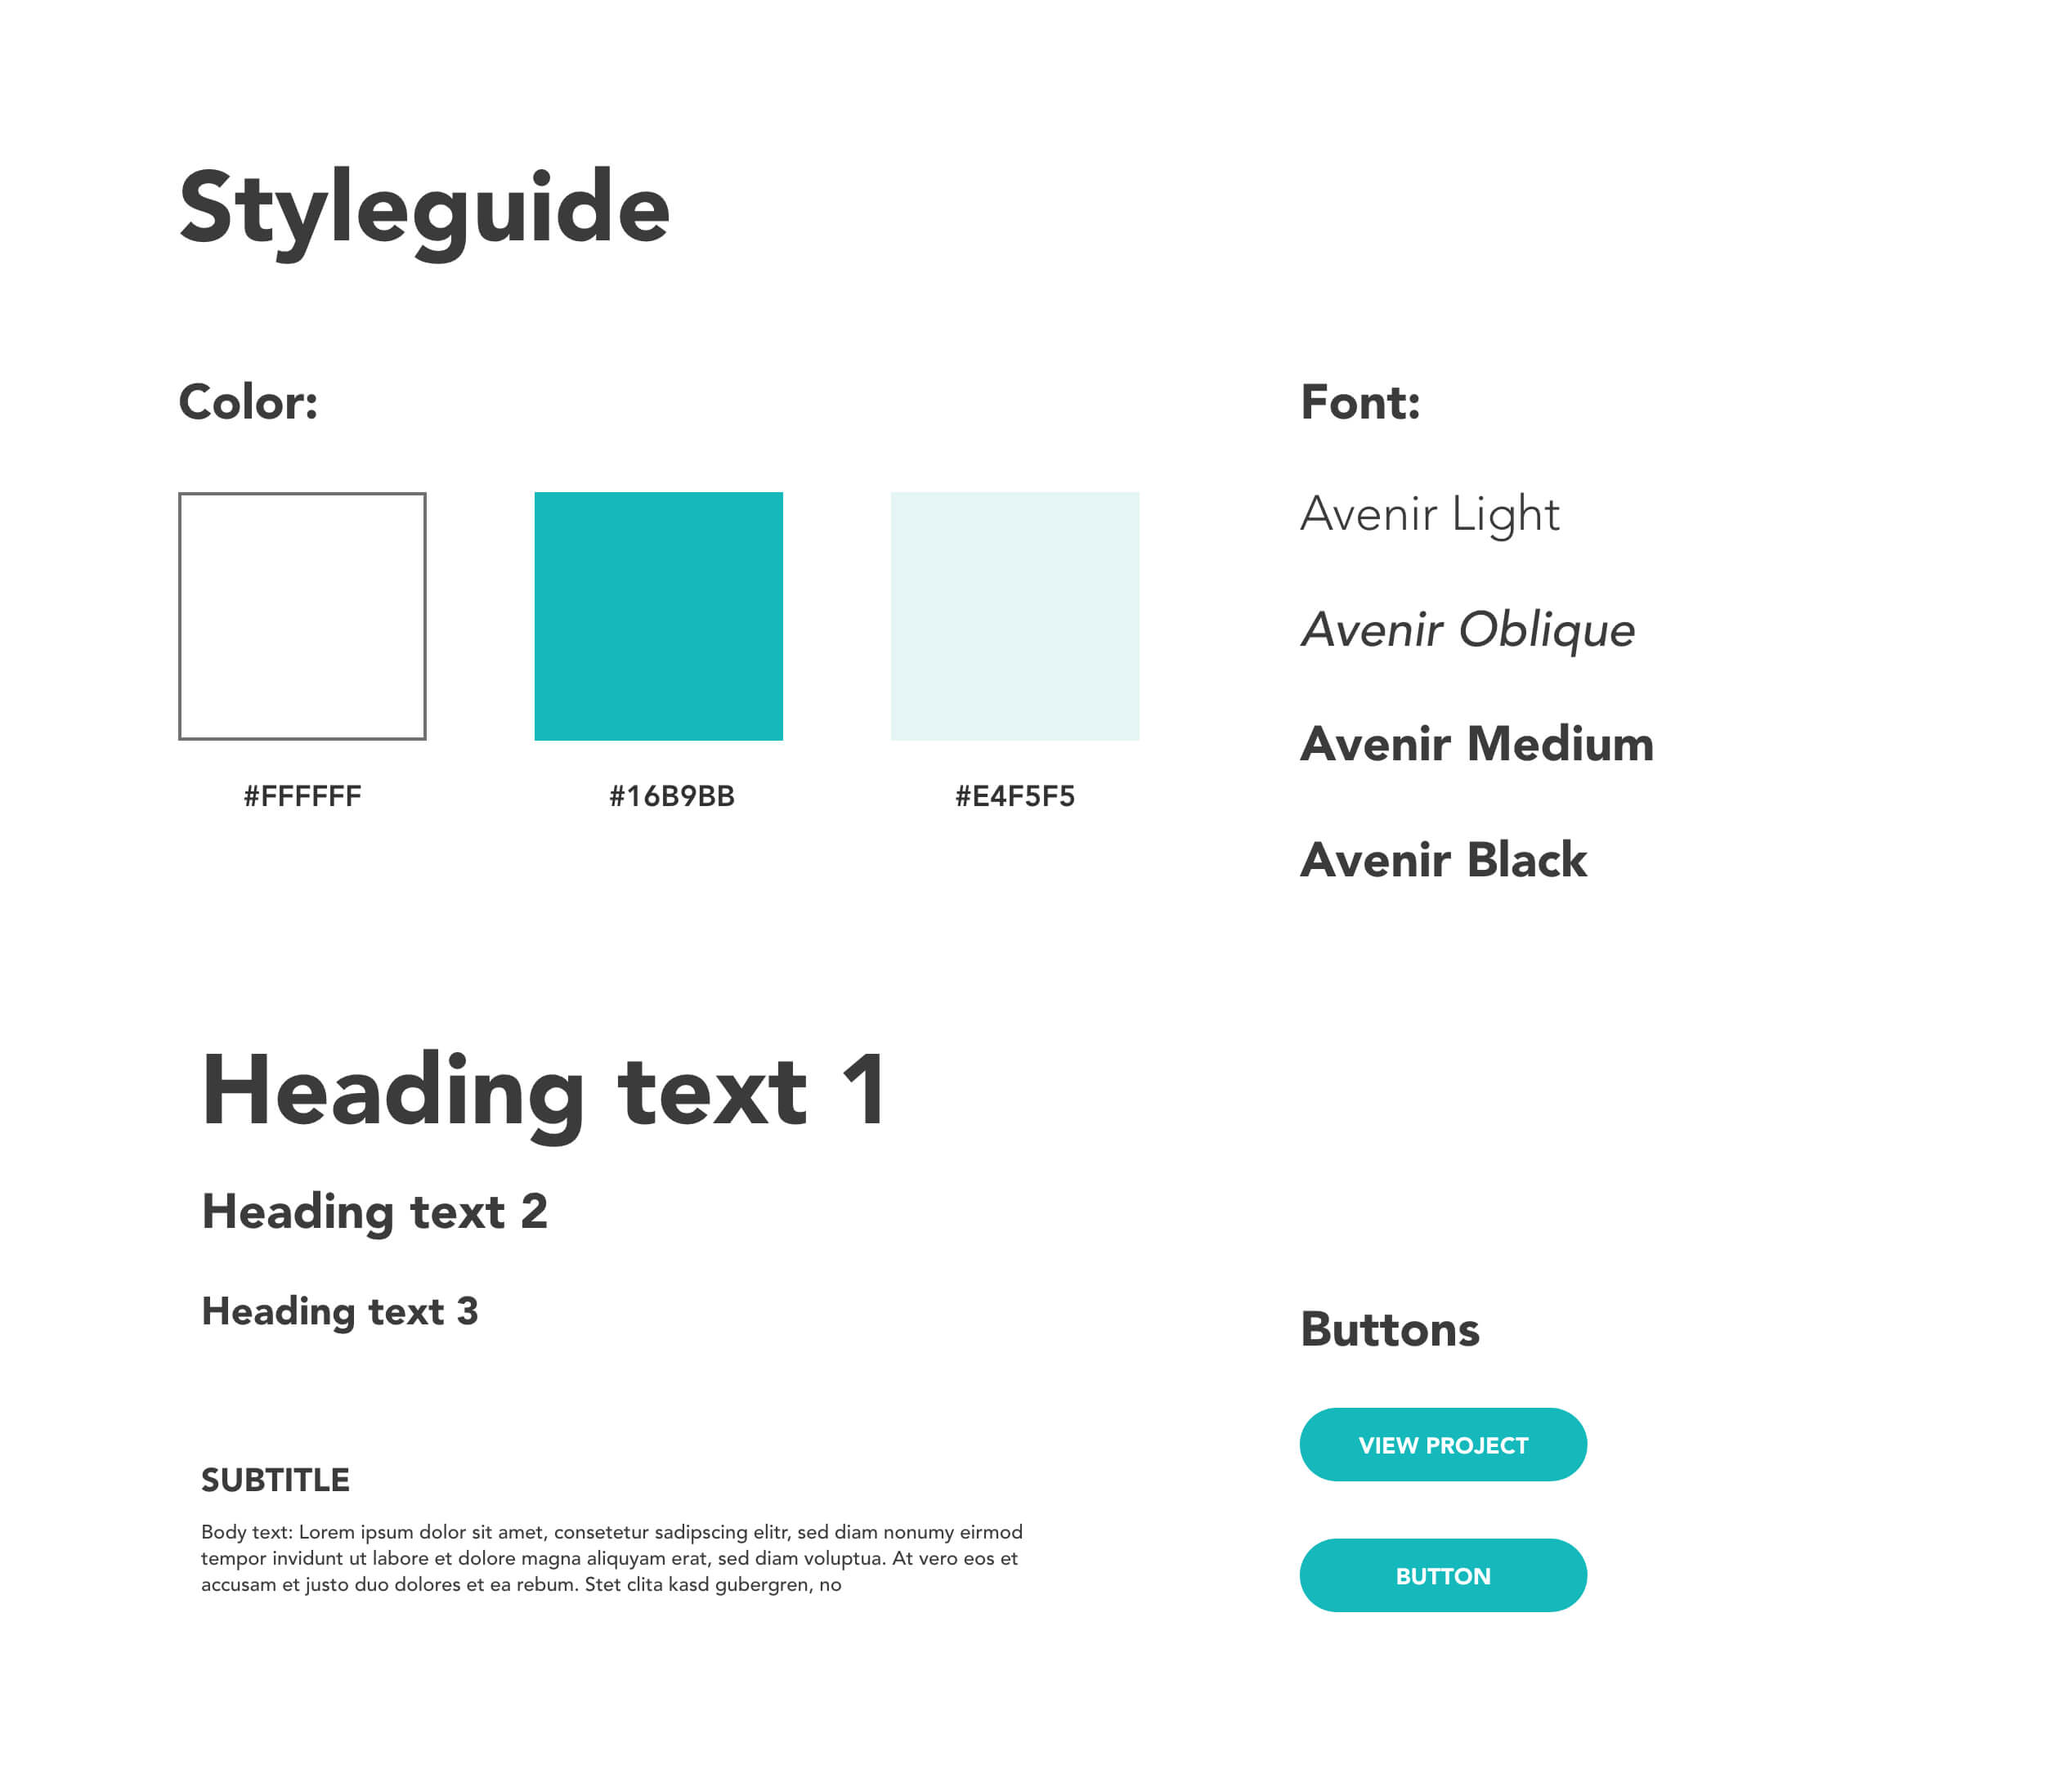 Styleguide
Color:
#FFFFFF
#16B9BB
#E4F5F5
Font:
Avenir Light
Avenir Oblique
Avenir Medium
Avenir Black
Heading text 1
Heading text 2
Heading text 3
SUBTITLE
Body text: Lorem ipsum dolor sit amet, consetetur sadipscing elitr, sed diam nonumy eirmod
tempor invidunt ut labore et dolore magna aliquyam erat, sed diam voluptua. At vero eos et
accusam et justo duo dolores et ea rebum. Stet clita kasd gubergren, no
Buttons
VIEW PROJECT
BUTTON